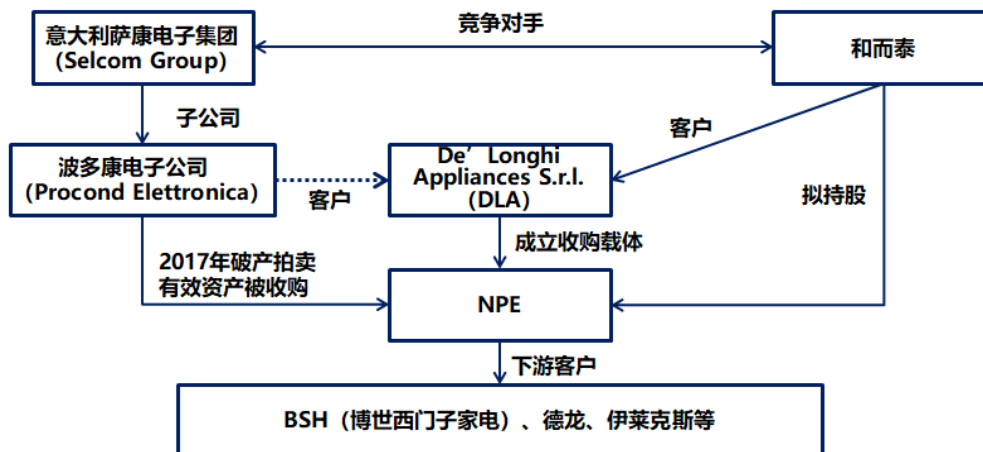 意大利萨康电子集团
（Selcom Group）
竞争对手
和而泰
子公司
客户
波多康电子公司
（Procond Elettronica）
客户
De’Longhi
Appliances S.r.l.
（DLA）
拟持股
成立收购载体
2017年破产拍卖
有效资产被收购
NPE
下游客户
BSH（博世西门子家电）、德龙、伊莱克斯等